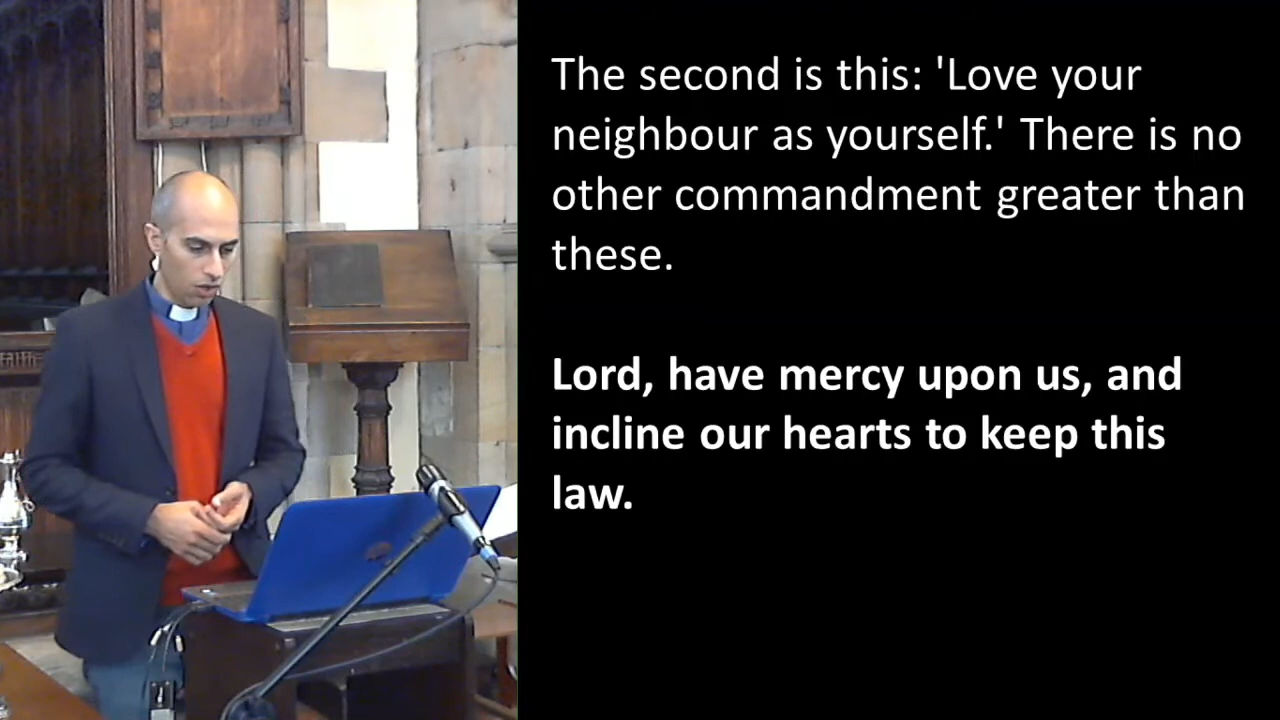 The second is this: 'Love your
neighbour as yourself.' There is no
other commandment greater than
these.
Lord, have mercy upon us, and
incline our hearts to keep this
law.
faith